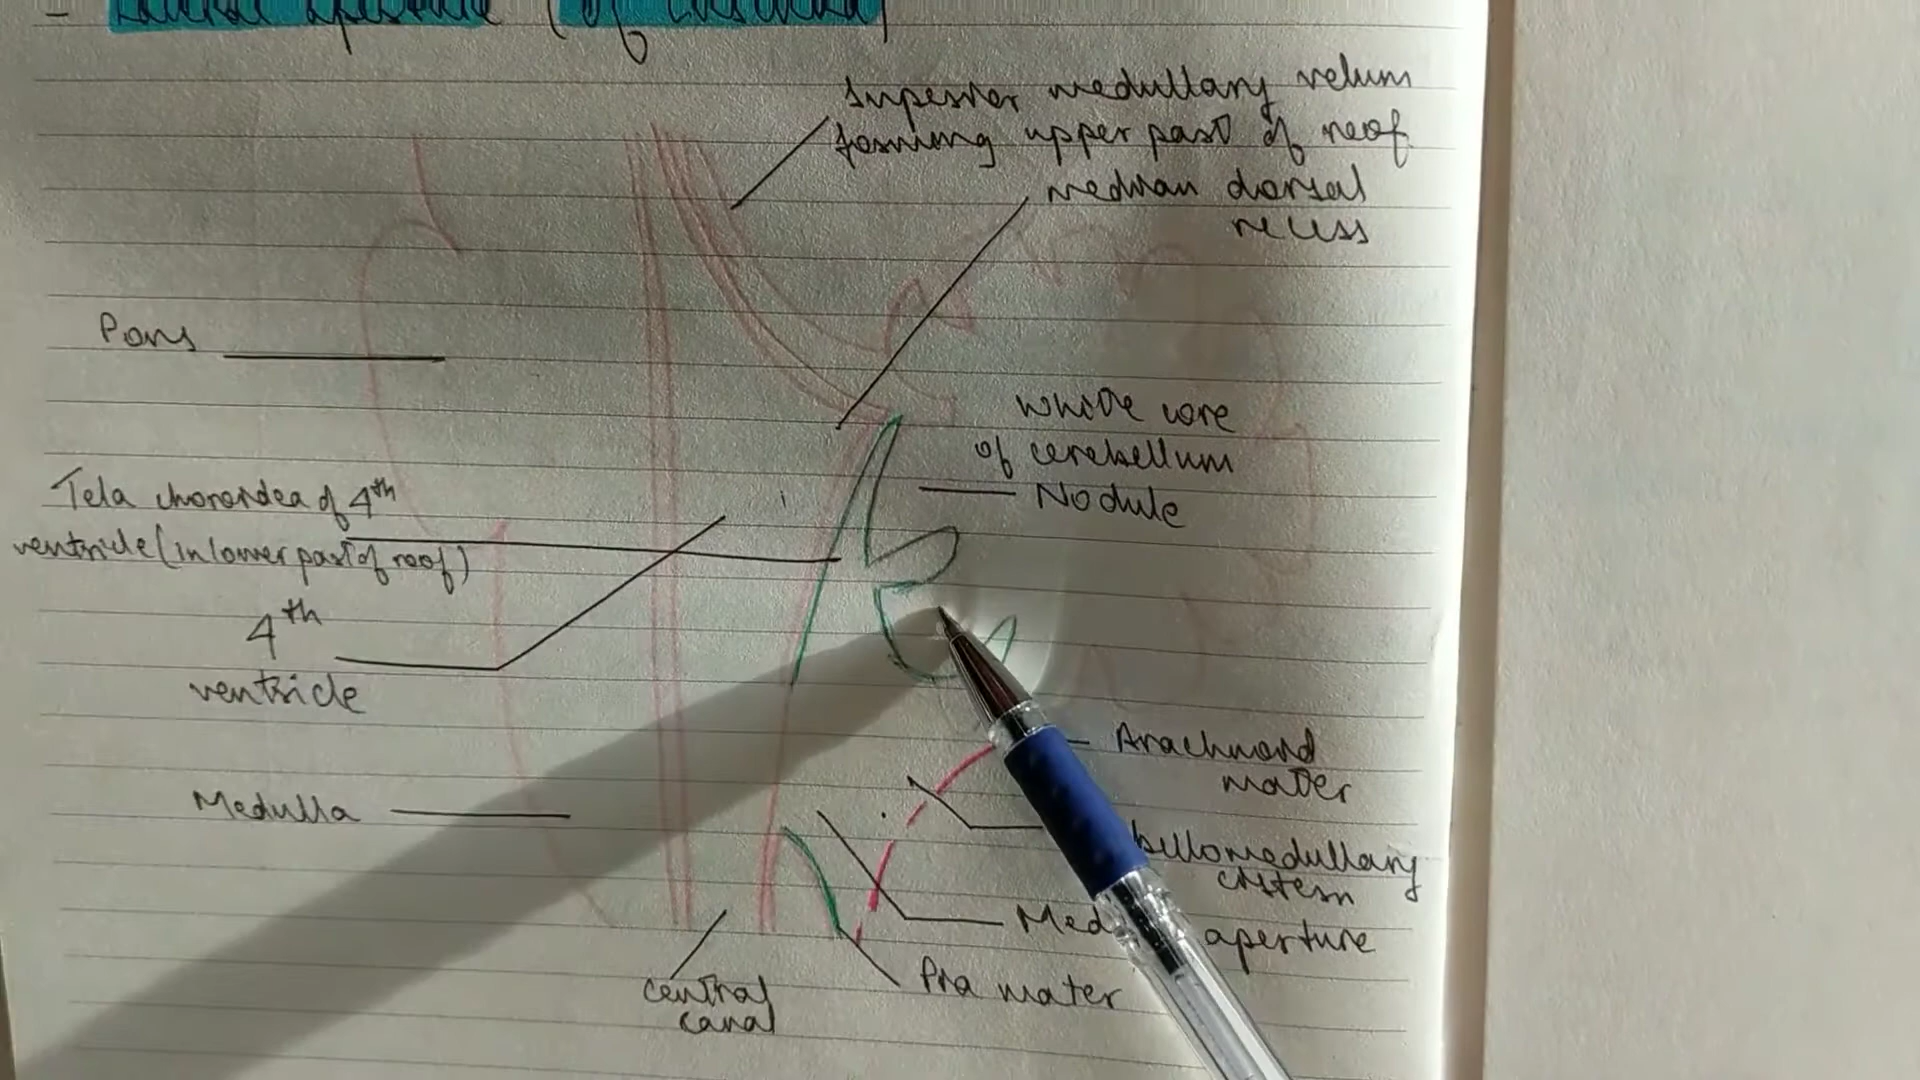 Superior medullary velum
forming upper part of roof
median dorsal
recess
Pons
white core
of cerebellum
Nodule
Tela choroidea of 4th
ventricle (in lower part of roof)
4th
ventricle
Medulla
Arachnoid
mater
bellomedullary
cistern
Med aperture
Pia mater
central
canal